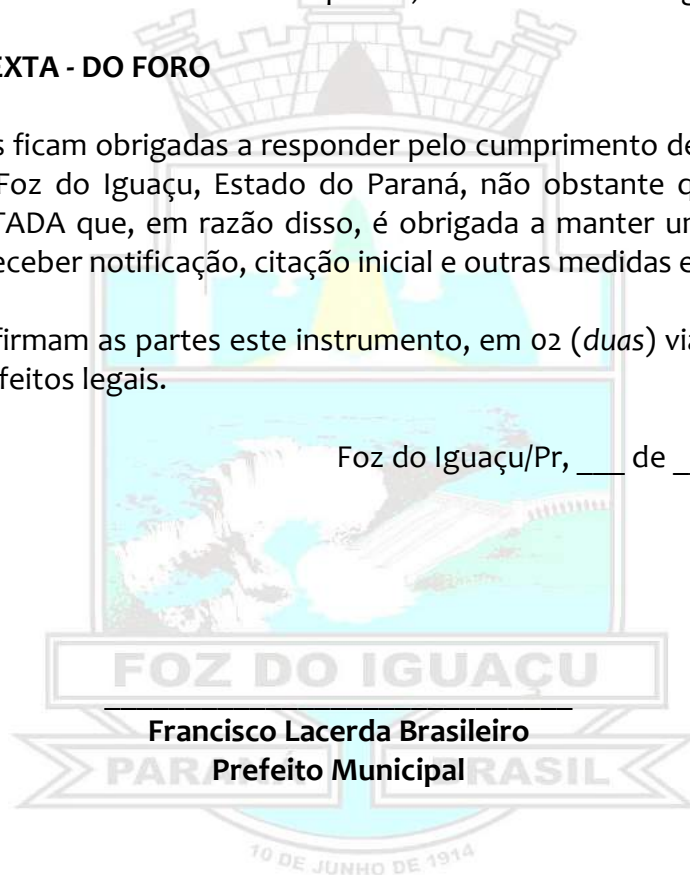 EXTA - DO FORO
s ficam obrigadas a responder pelo cumprimento de
Foz do Iguaçu, Estado do Paraná, não obstante q
TADA que, em razão disso, é obrigada a manter u
eceber notificação, citação inicial e outras medidas e
firmam as partes este instrumento, em 02 (duas) via
feitos legais.
Foz do Iguaçu/Pr, ___ de _
FOZ DO IGUAÇU
Francisco Lacerda Brasileiro
Prefeito Municipal
PARANÁ BRASIL
10 DE JUNHO DE 1914